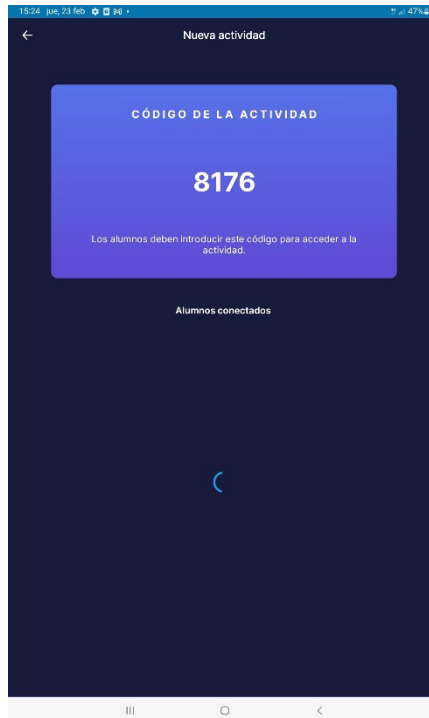 15:24 jue, 23 feb
47%
Nueva actividad
CÓDIGO DE LA ACTIVIDAD
8176
Los alumnos deben introducir este código para acceder a la
actividad.
Alumnos conectados